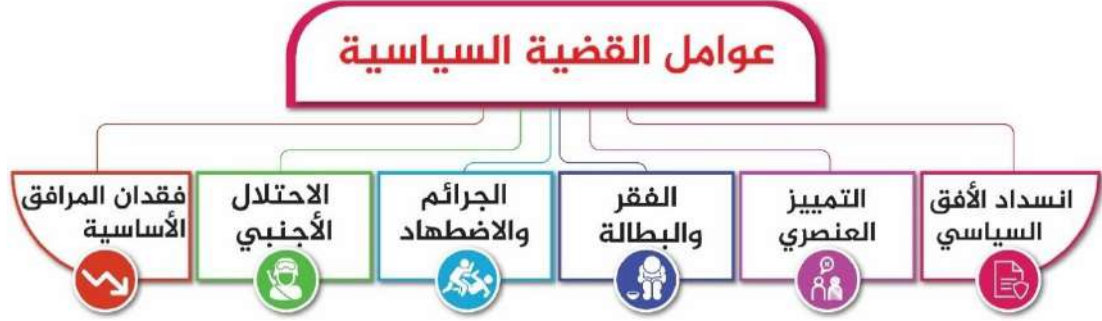 عوامل القضية السياسية
انسداد الأفق
السياسي
التمييز
العنصري
الفقر
والبطالة
الجرائم
والاضطهاد
الاحتلال
الأجنبي
فقدان المرافق
الأساسية